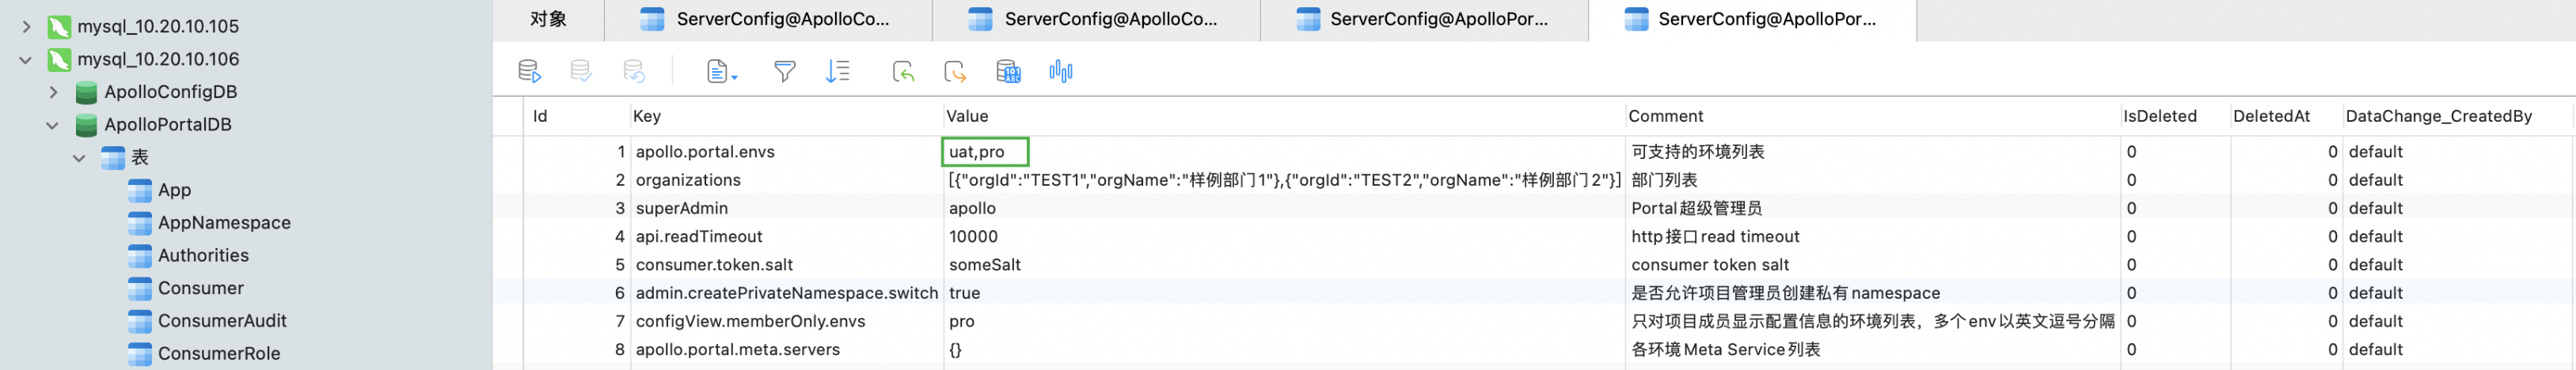 mysql_10.20.10.105
mysql_10.20.10.106
ApolloConfigDB
ApolloPortalDB
表
App
AppNamespace
Authorities
Consumer
ConsumerAudit
ConsumerRole
对象 ServerConfig@ApolloCo... ServerConfig@ApolloCo... ServerConfig@ApolloPor... ServerConfig@ApolloPor...
Id Key Value Comment IsDeleted DeletedAt DataChange_CreatedBy
1 apollo.portal.envs uat,pro 可支持的环境列表 0 0 default
2 organizations [{"orgId":"TEST1","orgName":"样例部门1"},{"orgId":"TEST2","orgName":"样例部门2"}] 部门列表 0 0 default
3 superAdmin apollo Portal超级管理员 0 0 default
4 api.readTimeout 10000 http接口read timeout 0 0 default
5 consumer.token.salt someSalt consumer token salt 0 0 default
6 admin.createPrivateNamespace.switch true 是否允许项目管理员创建私有namespace 0 0 default
7 configView.memberOnly.envs pro 只对项目成员显示配置信息的环境列表，多个env以英文逗号分隔 0 0 default
8 apollo.portal.meta.servers {} 各环境Meta Service列表 0 0 default